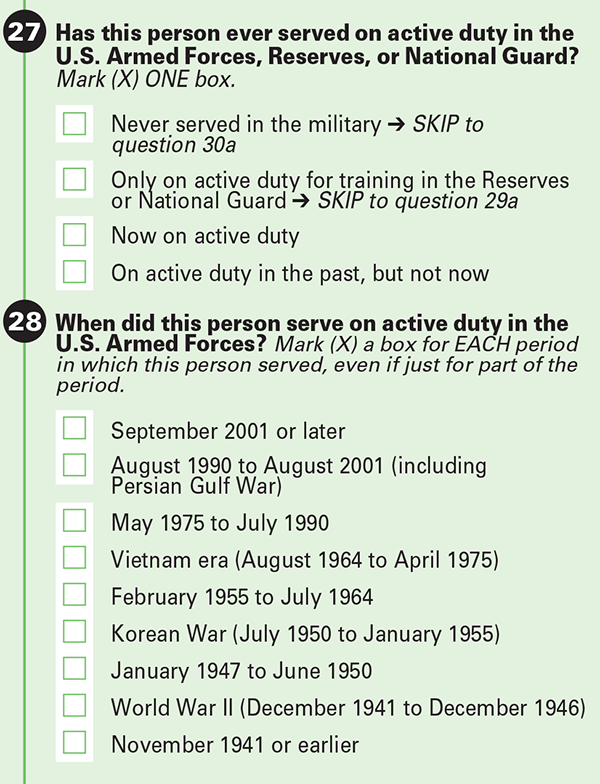 27 Has this person ever served on active duty in the
U.S. Armed Forces, Reserves, or National Guard?
Mark (X) ONE box.
Never served in the military ➔ SKIP to
question 30a
Only on active duty for training in the Reserves
or National Guard ➔ SKIP to question 29a
Now on active duty
On active duty in the past, but not now
28 When did this person serve on active duty in the
U.S. Armed Forces? Mark (X) a box for EACH period
in which this person served, even if just for part of the
period.
September 2001 or later
August 1990 to August 2001 (including
Persian Gulf War)
May 1975 to July 1990
Vietnam era (August 1964 to April 1975)
February 1955 to July 1964
Korean War (July 1950 to January 1955)
January 1947 to June 1950
World War II (December 1941 to December 1946)
November 1941 or earlier